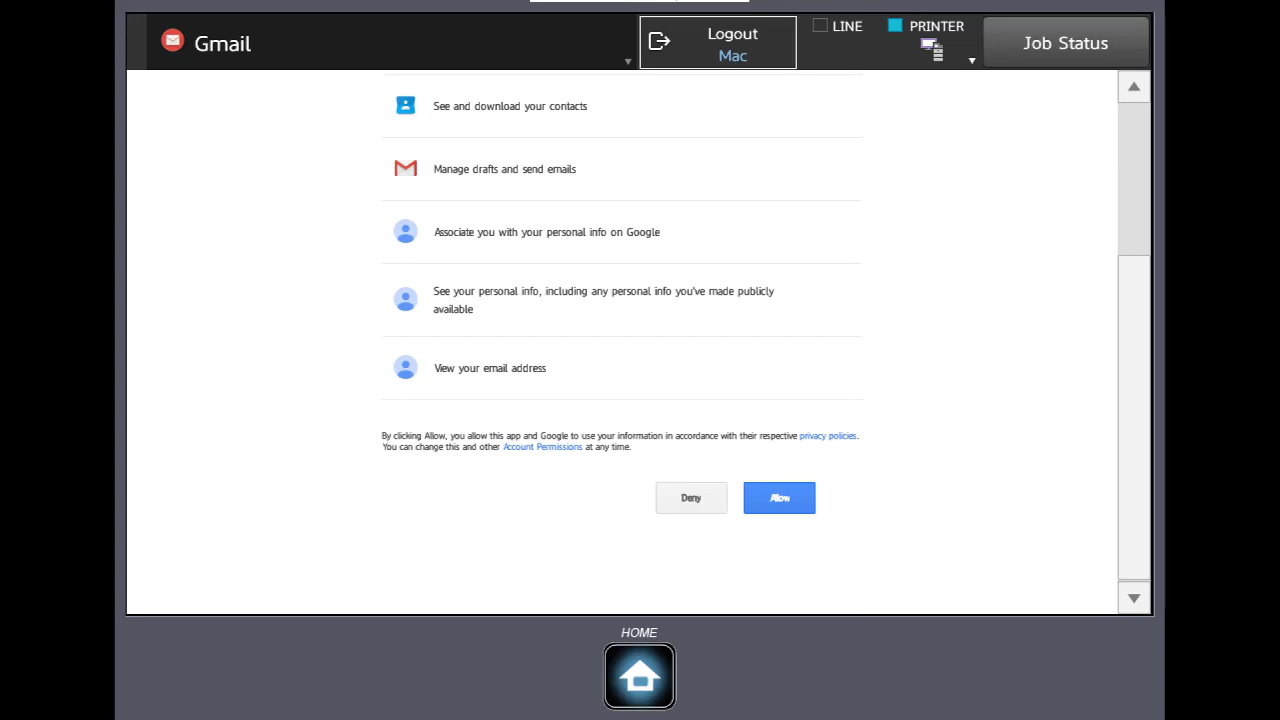 Gmail
Logout
Mac
LINE
PRINTER
Job Status
See and download your contacts
Manage drafts and send emails
Associate you with your personal info on Google
See your personal info, including any personal info you've made publicly
available
View your email address
By clicking Allow, you allow this app and Google to use your information in accordance with their respective privacy policies.
You can change this and other Account Permissions at any time.
Deny
Allow
HOME